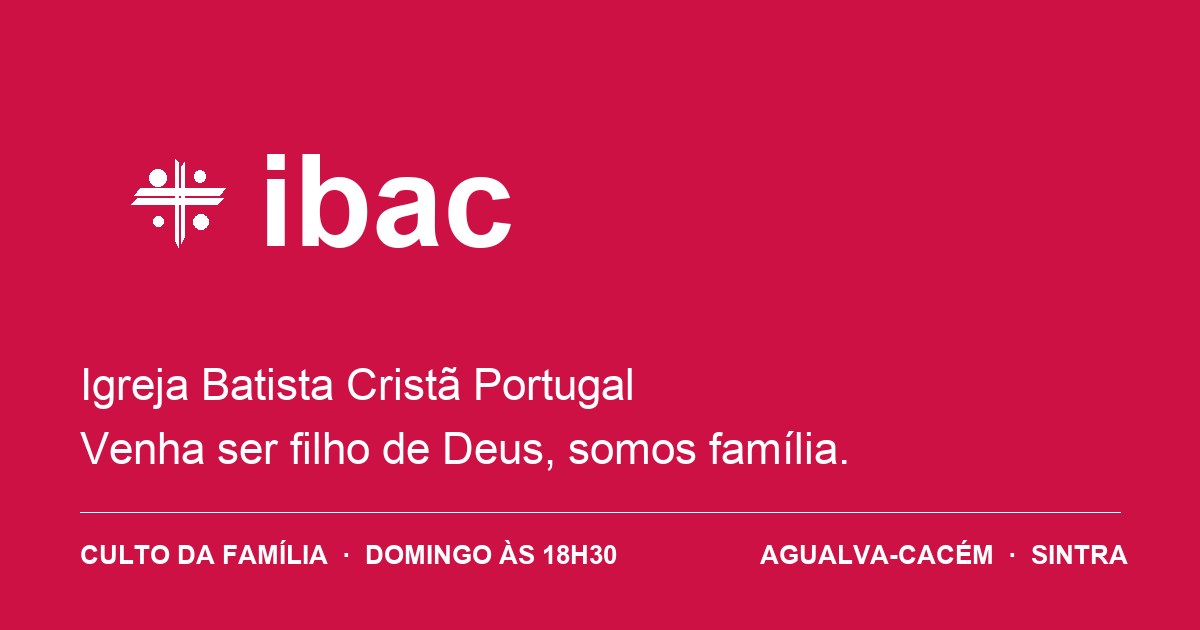 ibac
Igreja Batista Cristã Portugal
Venha ser filho de Deus, somos família.
CULTO DA FAMÍLIA · DOMINGO ÀS 18H30
AGUALVA-CACÉM · SINTRA